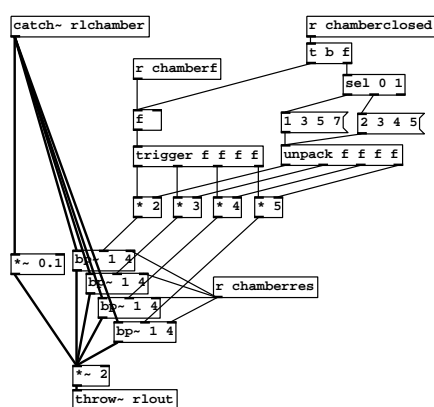 catch~ rlchamber
r chamberclosed
t b f
r chamberf
sel 0 1
f
1 3 5 7
2 3 4 5
trigger f f f f
unpack f f f f
* 2
* 3
* 4
* 5
*~ 0.1
bp~ 1 4
bp~ 1 4
r chamberres
bp~ 1 4
bp~ 1 4
*~ 2
throw~ rlout